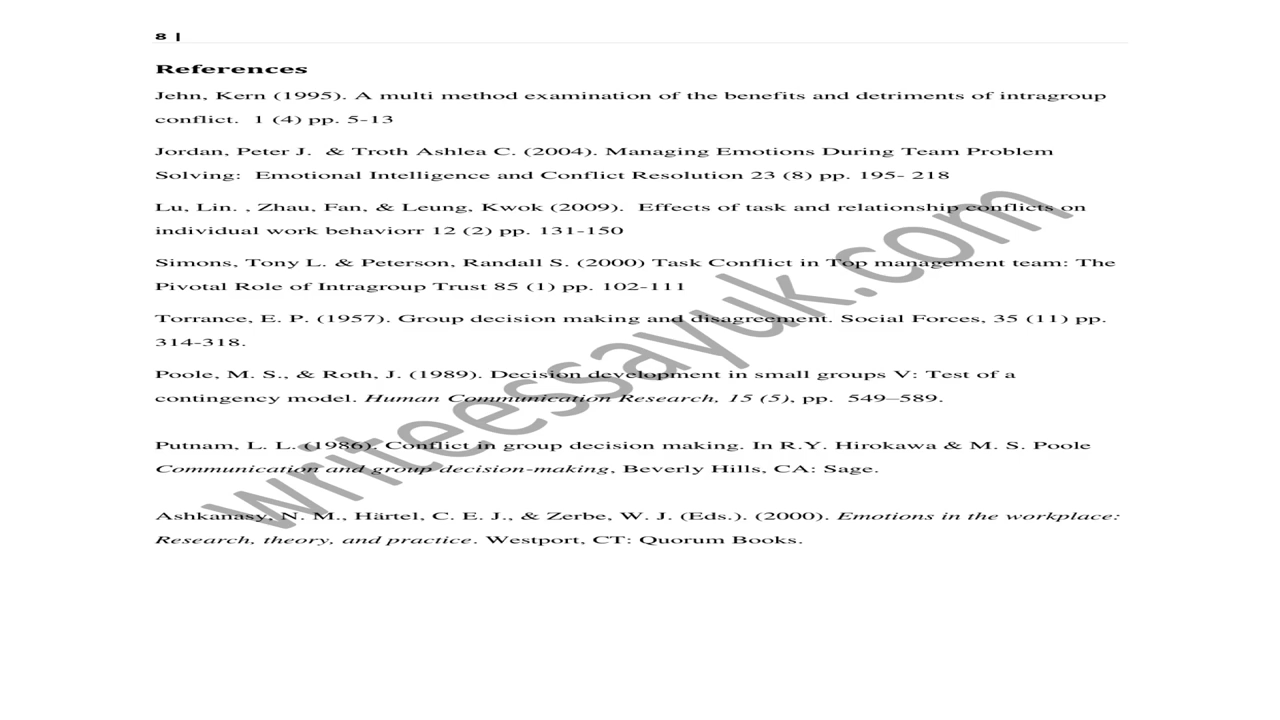 8 |
References
Jehn, Kern (1995). A multi method examination of the benefits and detriments of intragroup
conflict.  1 (4) pp. 5-13
Jordan, Peter J.  & Troth Ashlea C. (2004). Managing Emotions During Team Problem
Solving:  Emotional Intelligence and Conflict Resolution 23 (8) pp. 195- 218
Lu, Lin. , Zhau, Fan, & Leung, Kwok (2009).  Effects of task and relationship conflicts on
individual work behaviorr 12 (2) pp. 131-150
Simons, Tony L. & Peterson, Randall S. (2000) Task Conflict in Top management team: The
Pivotal Role of Intragroup Trust 85 (1) pp. 102-111
Torrance, E. P. (1957). Group decision making and disagreement. Social Forces, 35 (11) pp.
314-318.
Poole, M. S., & Roth, J. (1989). Decision development in small groups V: Test of a
contingency model. Human Communication Research, 15 (5), pp.  549–589.
Putnam, L. L. (1986). Conflict in group decision making. In R.Y. Hirokawa & M. S. Poole
Communication and group decision-making, Beverly Hills, CA: Sage.
Ashkanasy, N. M., Härtel, C. E. J., & Zerbe, W. J. (Eds.). (2000). Emotions in the workplace:
Research, theory, and practice. Westport, CT: Quorum Books.
writeessayuk.com